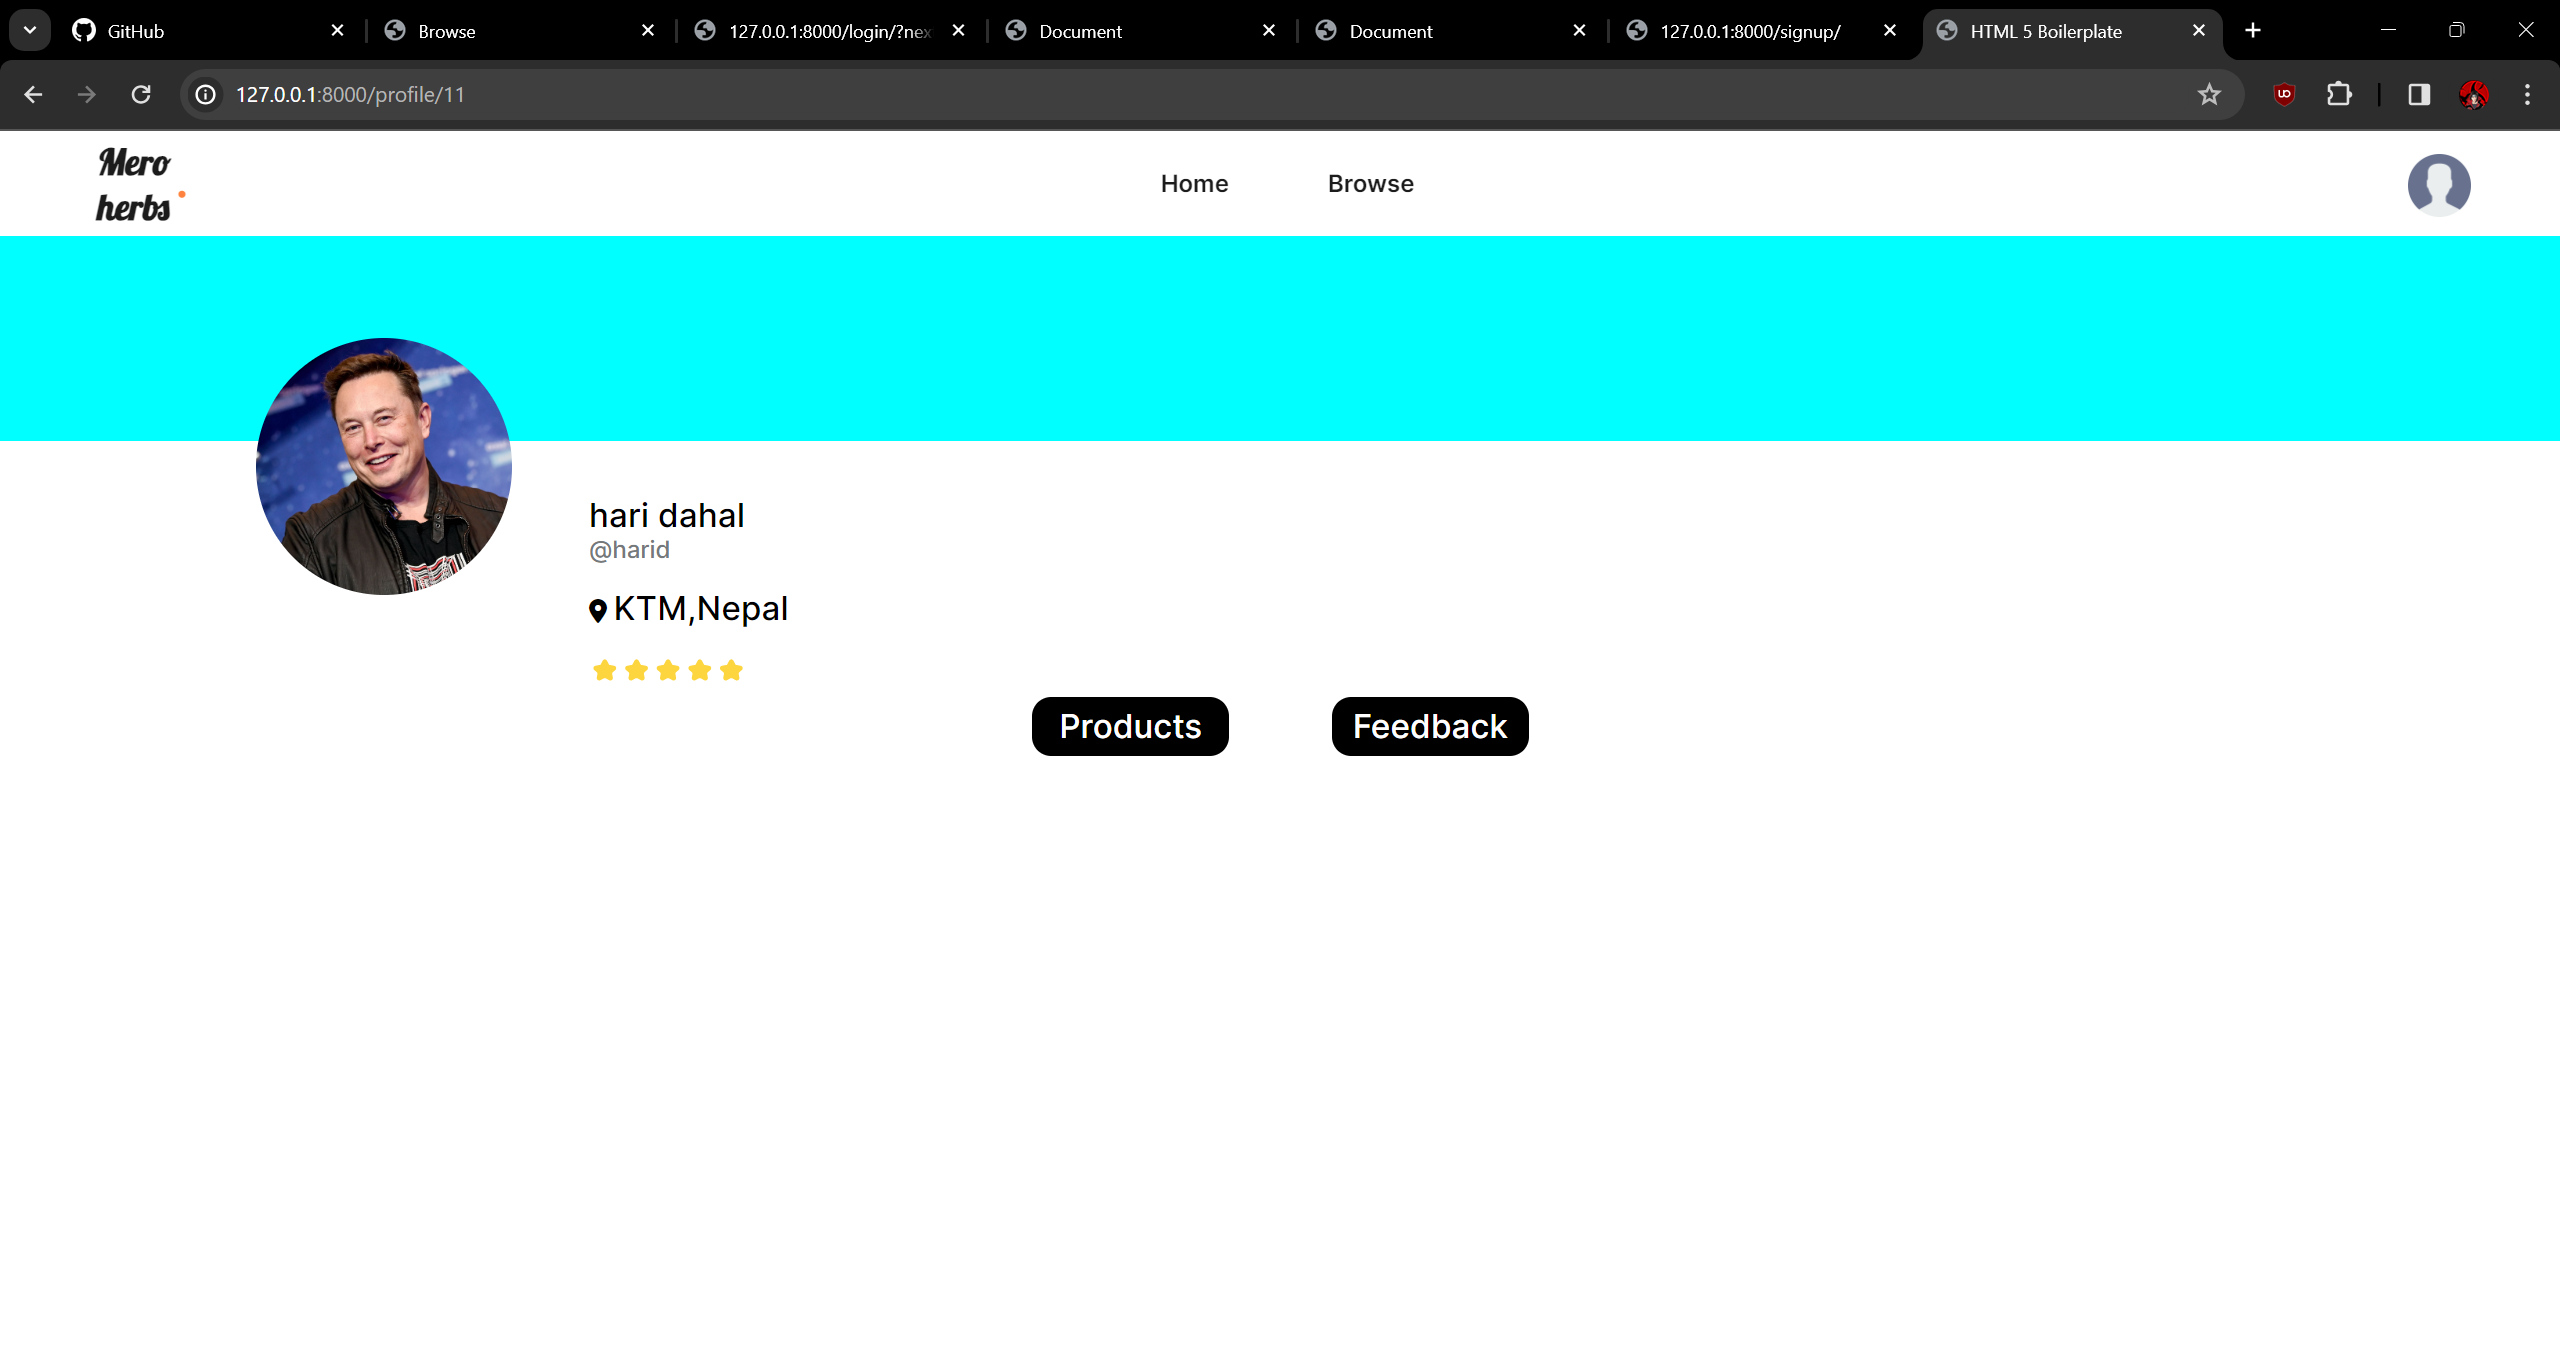 GitHub
Browse
127.0.0.1:8000/login/?nex
Document
Document
127.0.0.1:8000/signup/
HTML 5 Boilerplate
127.0.0.1:8000/profile/11
Mero
herbs
Home
Browse
hari dahal
@harid
KTM,Nepal
Products
Feedback